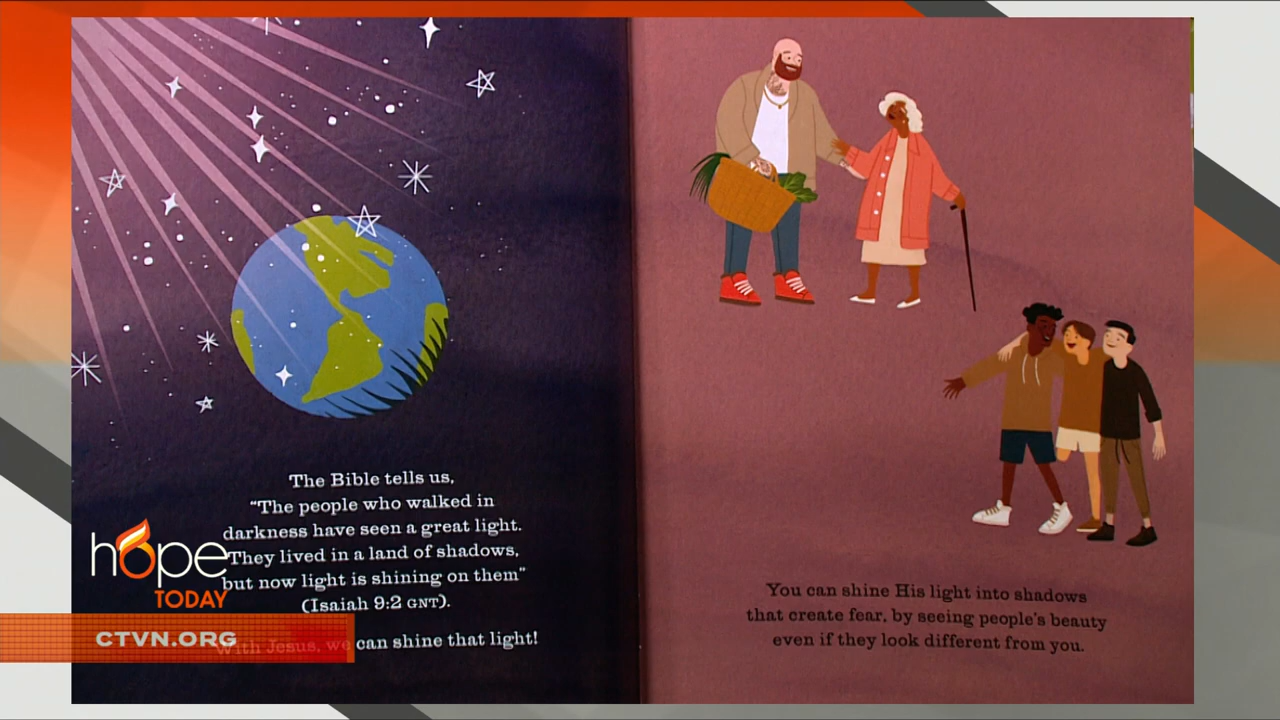 The Bible tells us,
"The people who walked in
darkness have seen a great light.
They lived in a land of shadows,
but now light is shining on them"
(Isaiah 9:2 GNT).
With Jesus, we can shine that light!
hope
TODAY
CTVN.ORG
You can shine His light into shadows
that create fear, by seeing people's beauty
even if they look different from you.